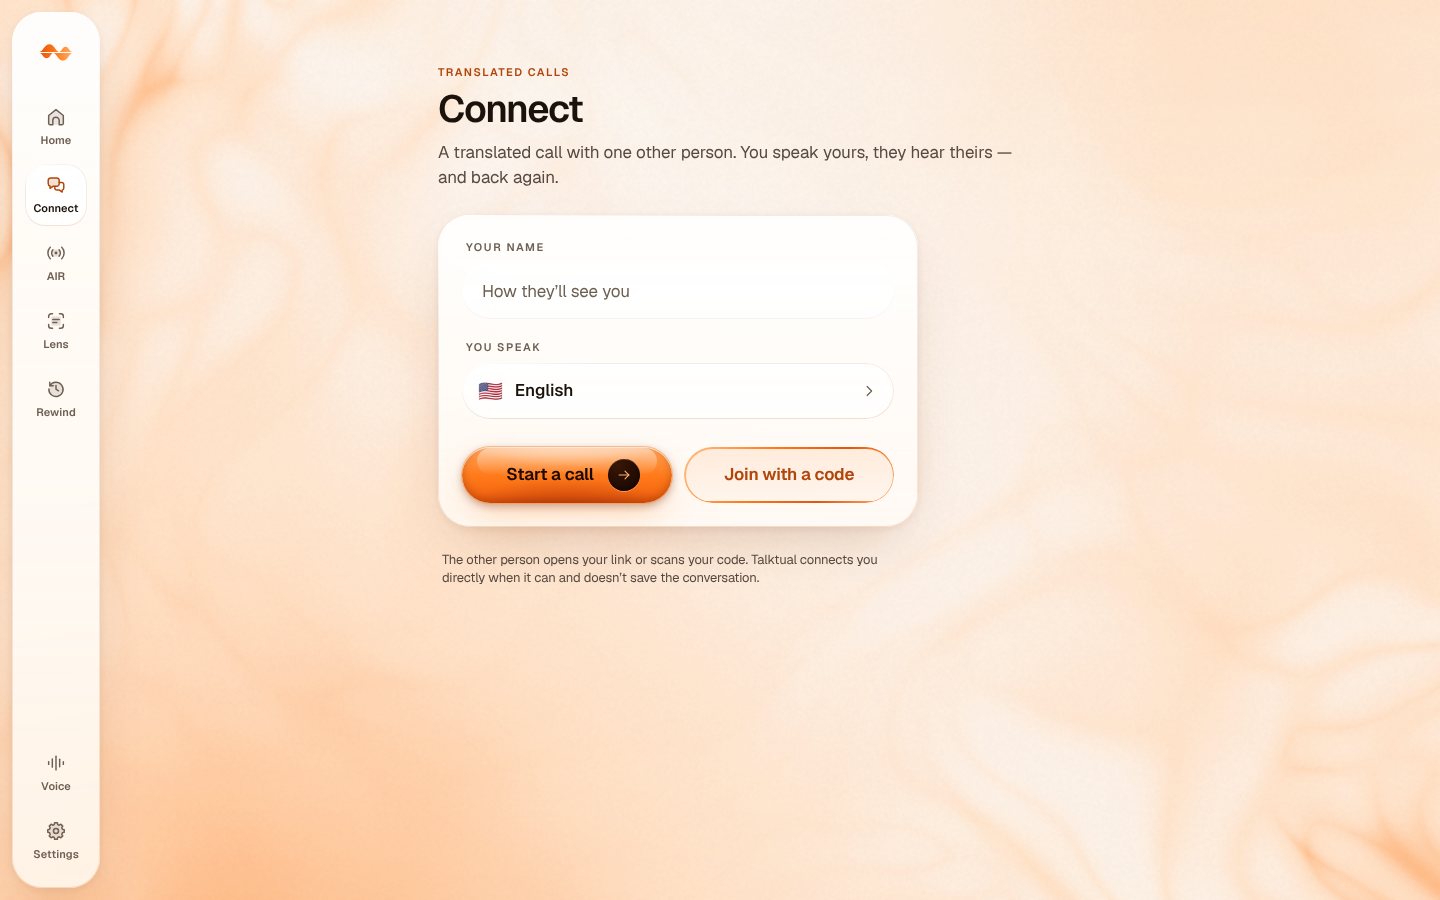 Home
Connect
AIR
Lens
Rewind
Voice
Settings
TRANSLATED CALLS
Connect
A translated call with one other person. You speak yours, they hear theirs —
and back again.
YOUR NAME
How they’ll see you
YOU SPEAK
English
Start a call
Join with a code
The other person opens your link or scans your code. Talktual connects you
directly when it can and doesn’t save the conversation.